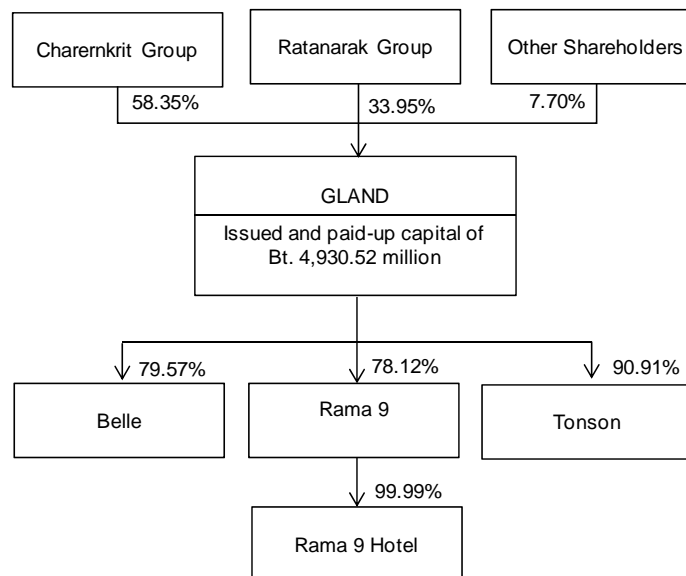 Charernkrit Group
Ratanarak Group
Other Shareholders
58.35%
33.95%
7.70%
GLAND
Issued and paid-up capital of
Bt. 4,930.52 million
79.57%
78.12%
90.91%
Belle
Rama 9
Tonson
99.99%
Rama 9 Hotel